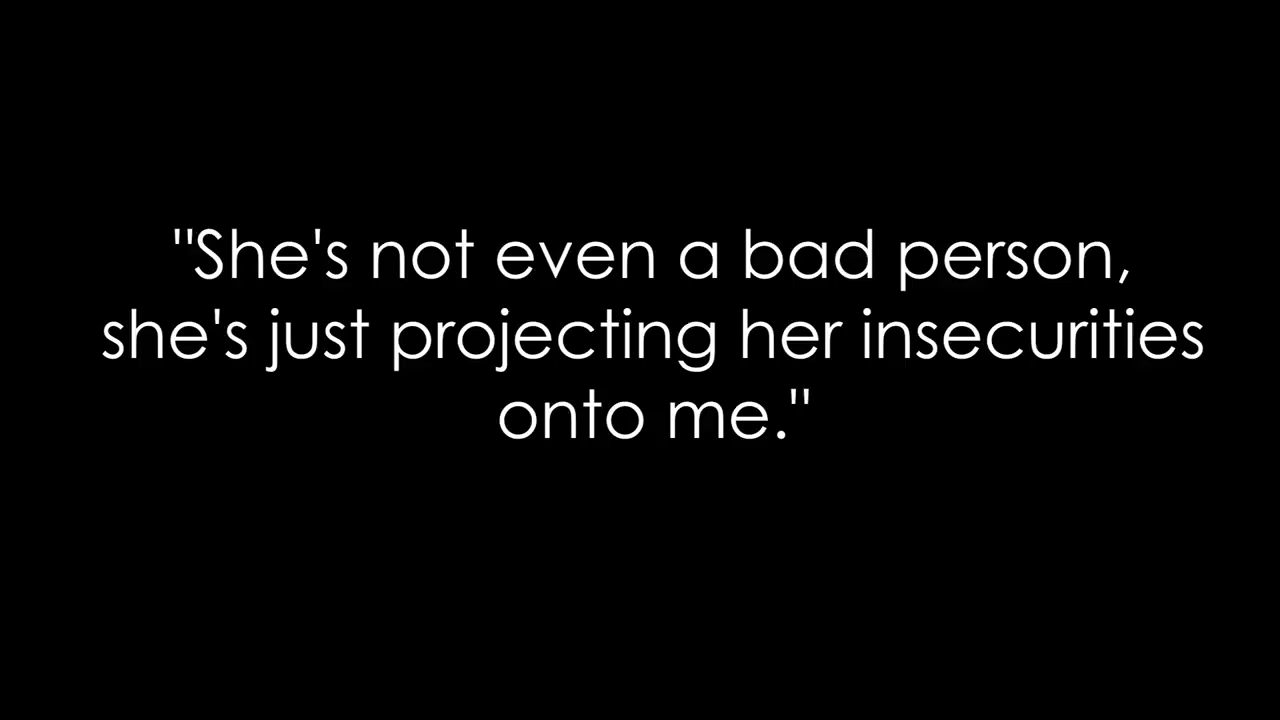 "She's not even a bad person,
she's just projecting her insecurities
onto me."